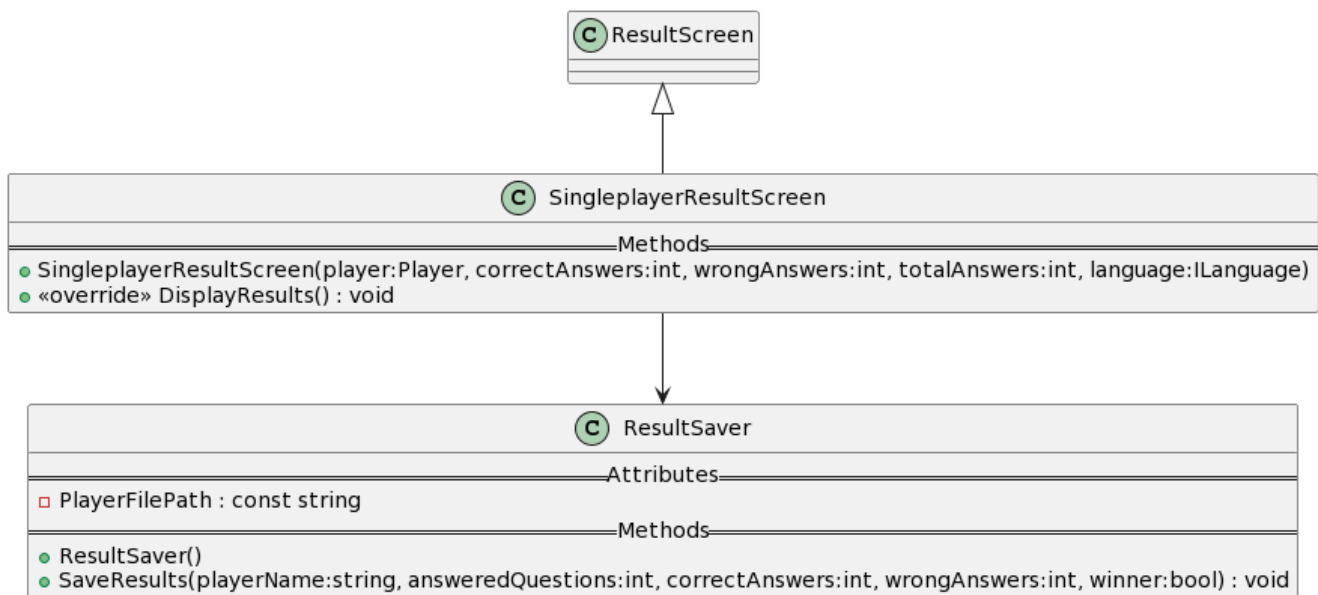 C ResultScreen
C SingleplayerResultScreen
Methods
SingleplayerResultScreen(player:Player, correctAnswers:int, wrongAnswers:int, totalAnswers:int, language:ILanguage)
«override» DisplayResults() : void
C ResultSaver
Attributes
PlayerFilePath : const string
Methods
ResultSaver()
SaveResults(playerName:string, answeredQuestions:int, correctAnswers:int, wrongAnswers:int, winner:bool) : void